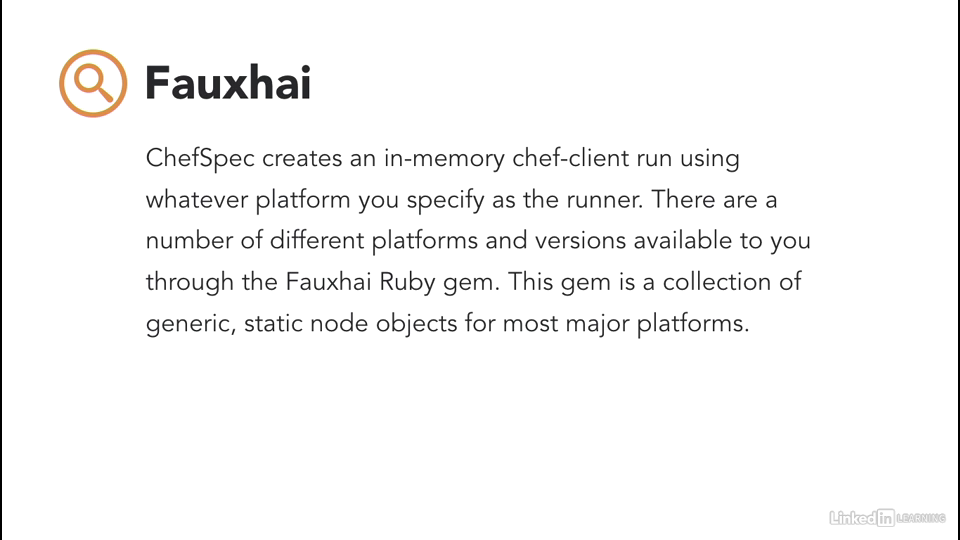 Fauxhai
ChefSpec creates an in-memory chef-client run using
whatever platform you specify as the runner. There are a
number of different platforms and versions available to you
through the Fauxhai Ruby gem. This gem is a collection of
generic, static node objects for most major platforms.
Linked in LEARNING